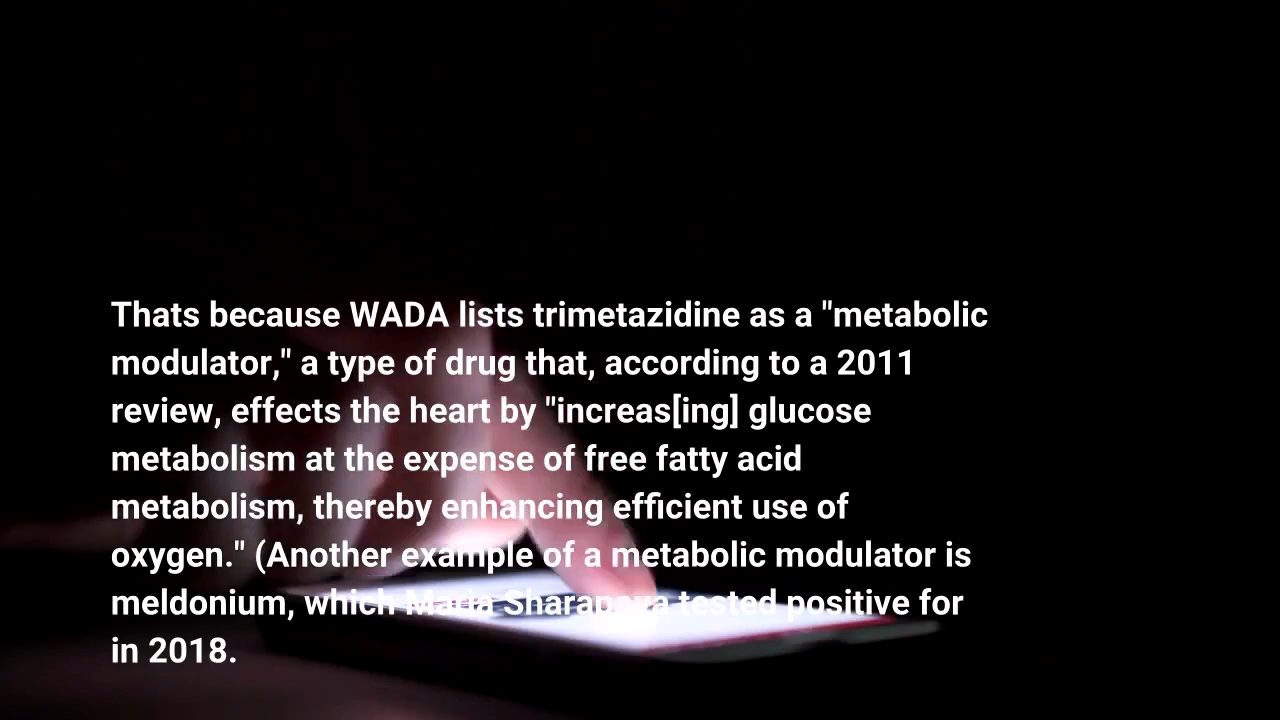 Thats because WADA lists trimetazidine as a "metabolic
modulator," a type of drug that, according to a 2011
review, effects the heart by "increas[ing] glucose
metabolism at the expense of free fatty acid
metabolism, thereby enhancing efficient use of
oxygen." (Another example of a metabolic modulator is
meldonium, which Maria Sharapova tested positive for
in 2018.